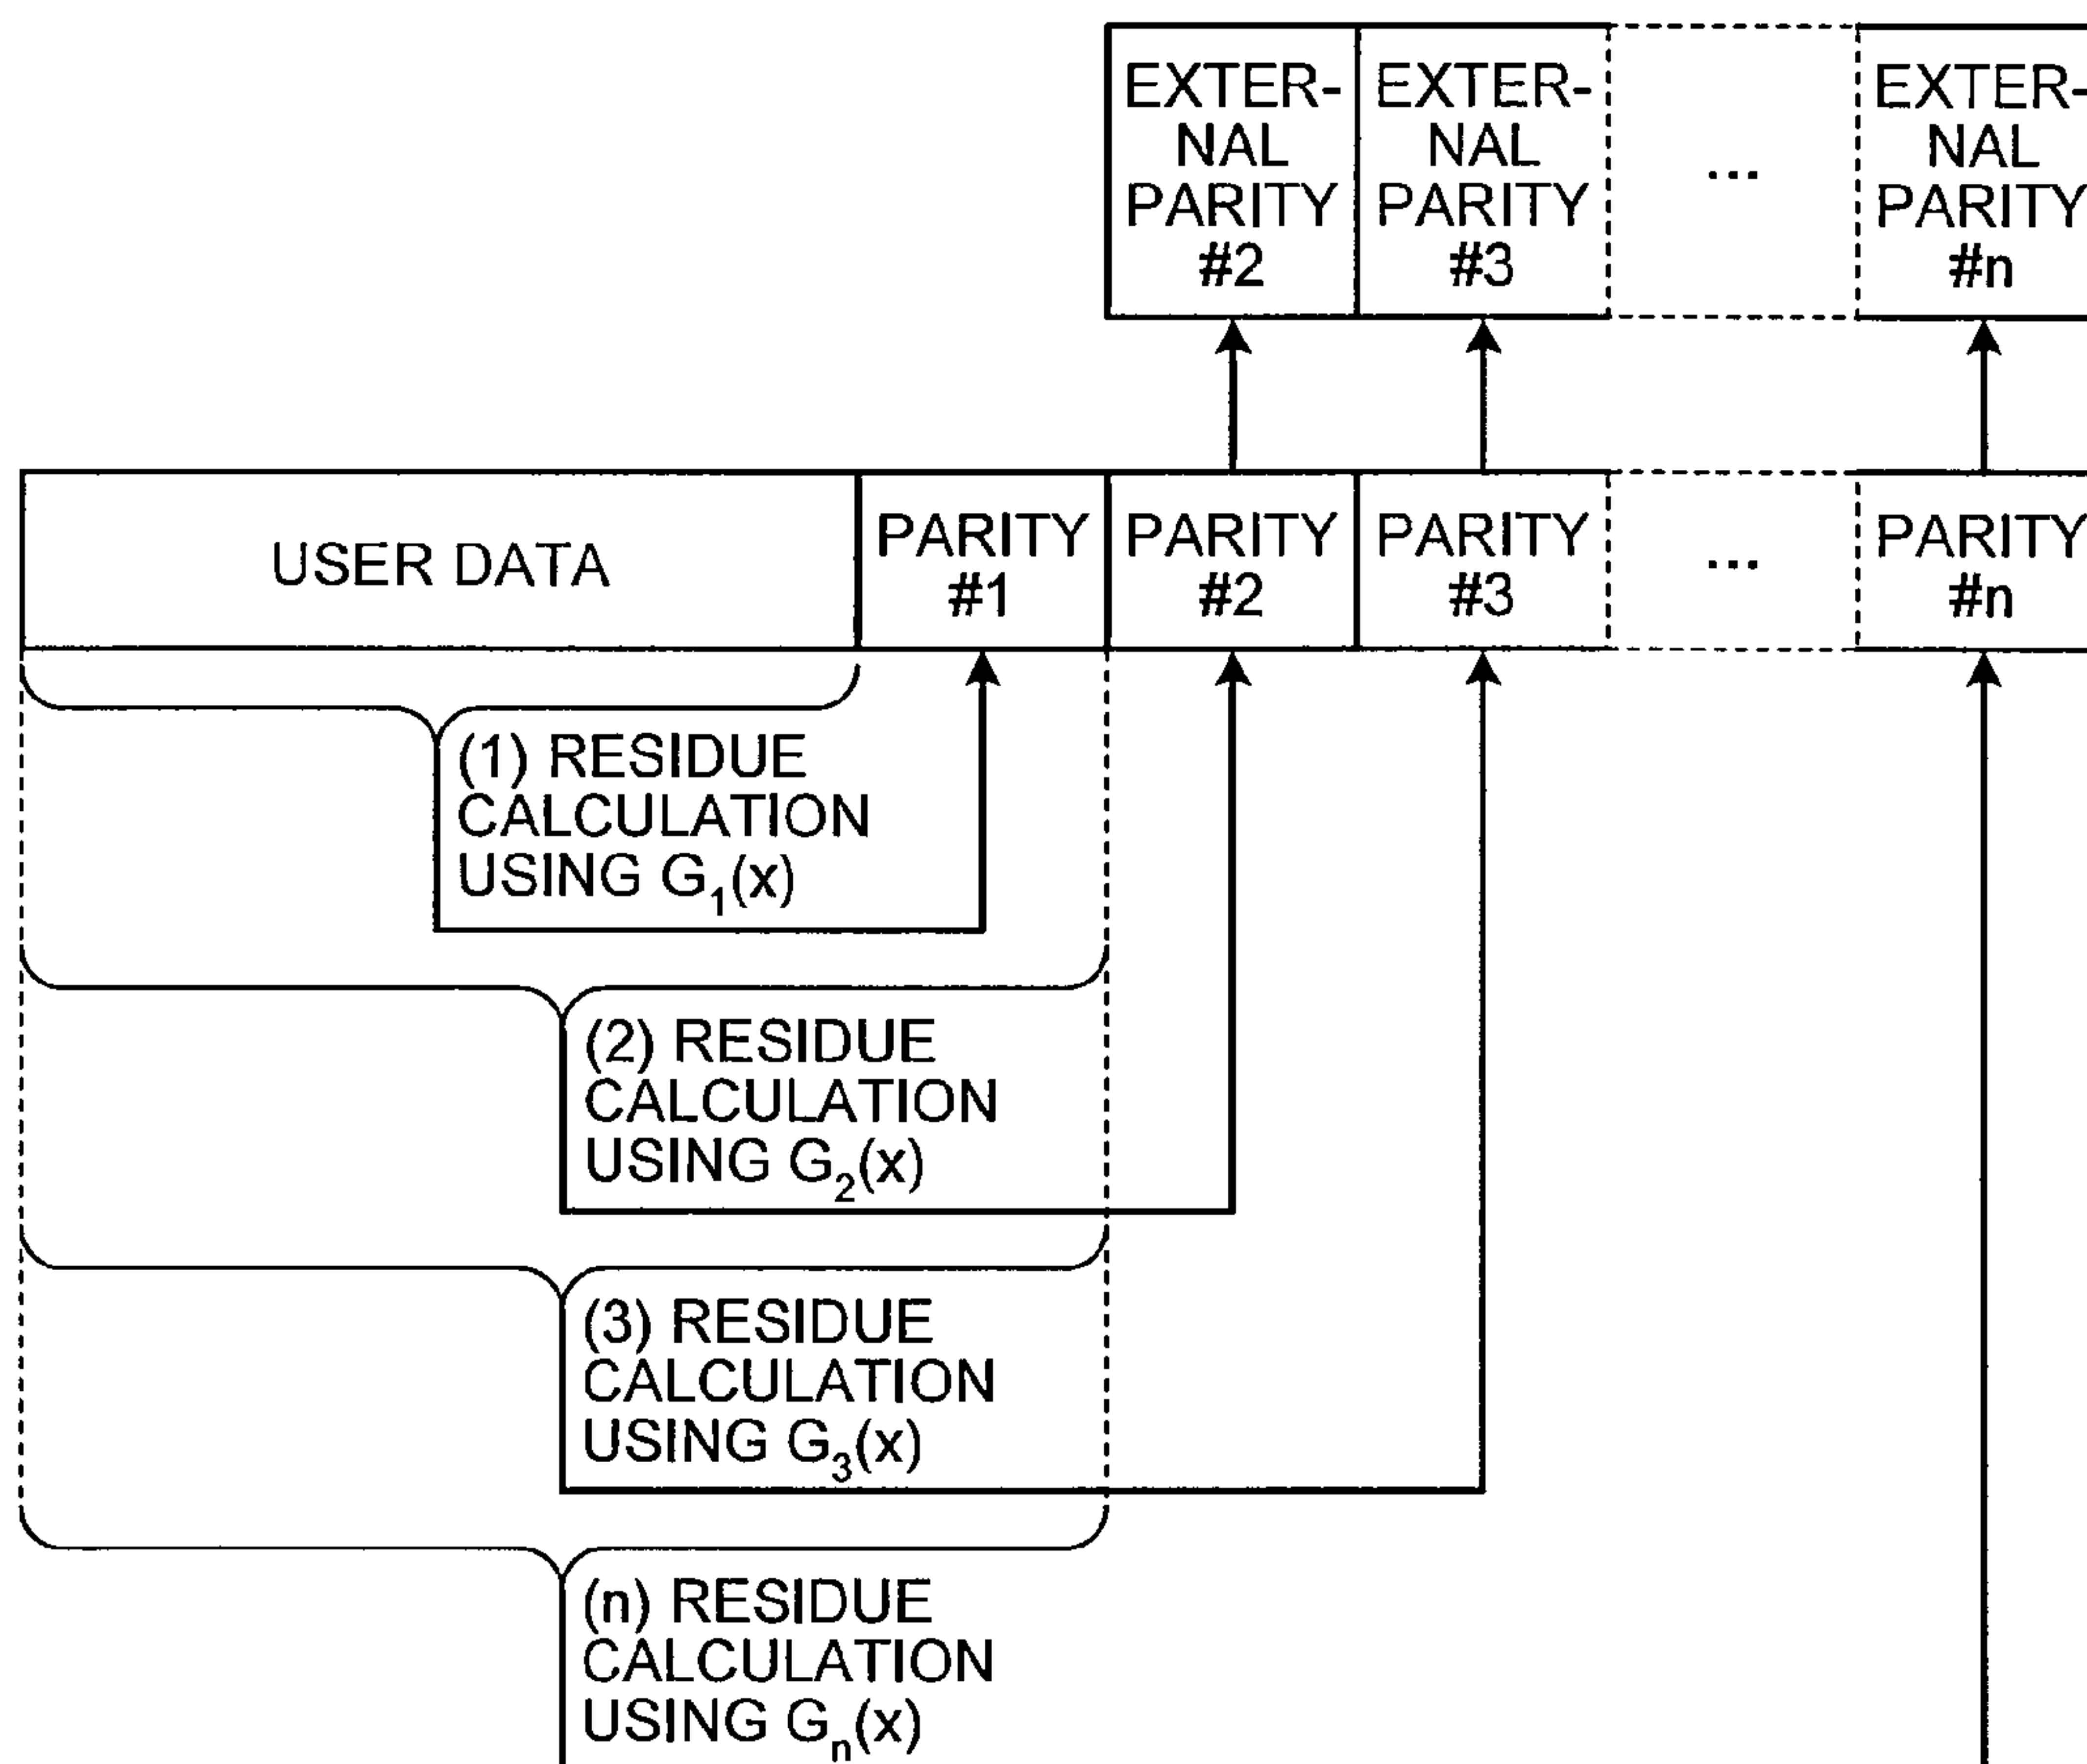 EXTER-
NAL
PARITY
#2
EXTER-
NAL
PARITY
#3
...
EXTER-
NAL
PARITY
#n
USER DATA
PARITY
#1
PARITY
#2
PARITY
#3
...
PARITY
#n
(1) RESIDUE
CALCULATION
USING G₁(x)
(2) RESIDUE
CALCULATION
USING G₂(x)
(3) RESIDUE
CALCULATION
USING G₃(x)
(n) RESIDUE
CALCULATION
USING Gₙ(x)